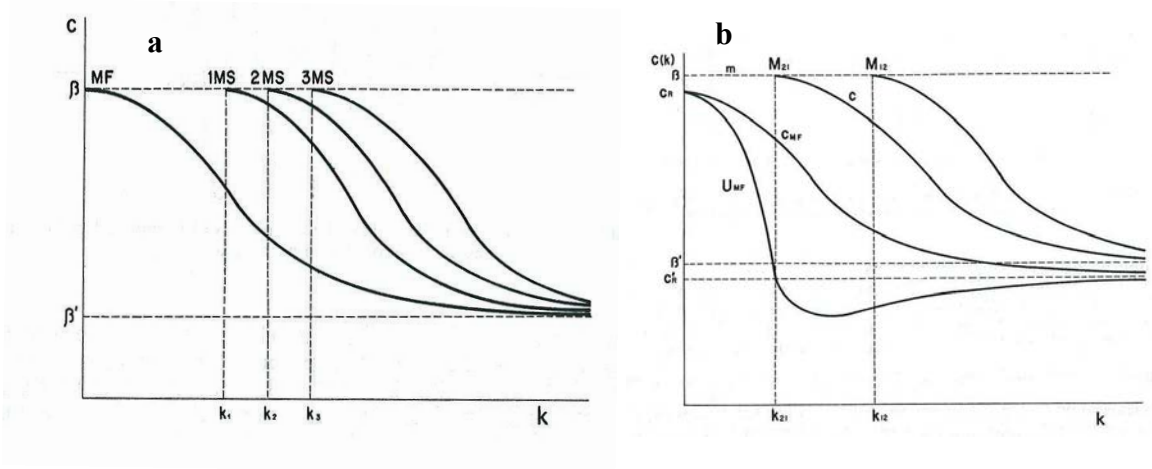 a
C
MF
1MS 2MS 3MS
β
β'
k₁ k₂ k₃
k
b
C(k)
β
m
M₂₁
M₁₂
C_R
C
C_MF
U_MF
β'
C'_R
k₂₁
k₁₂
k